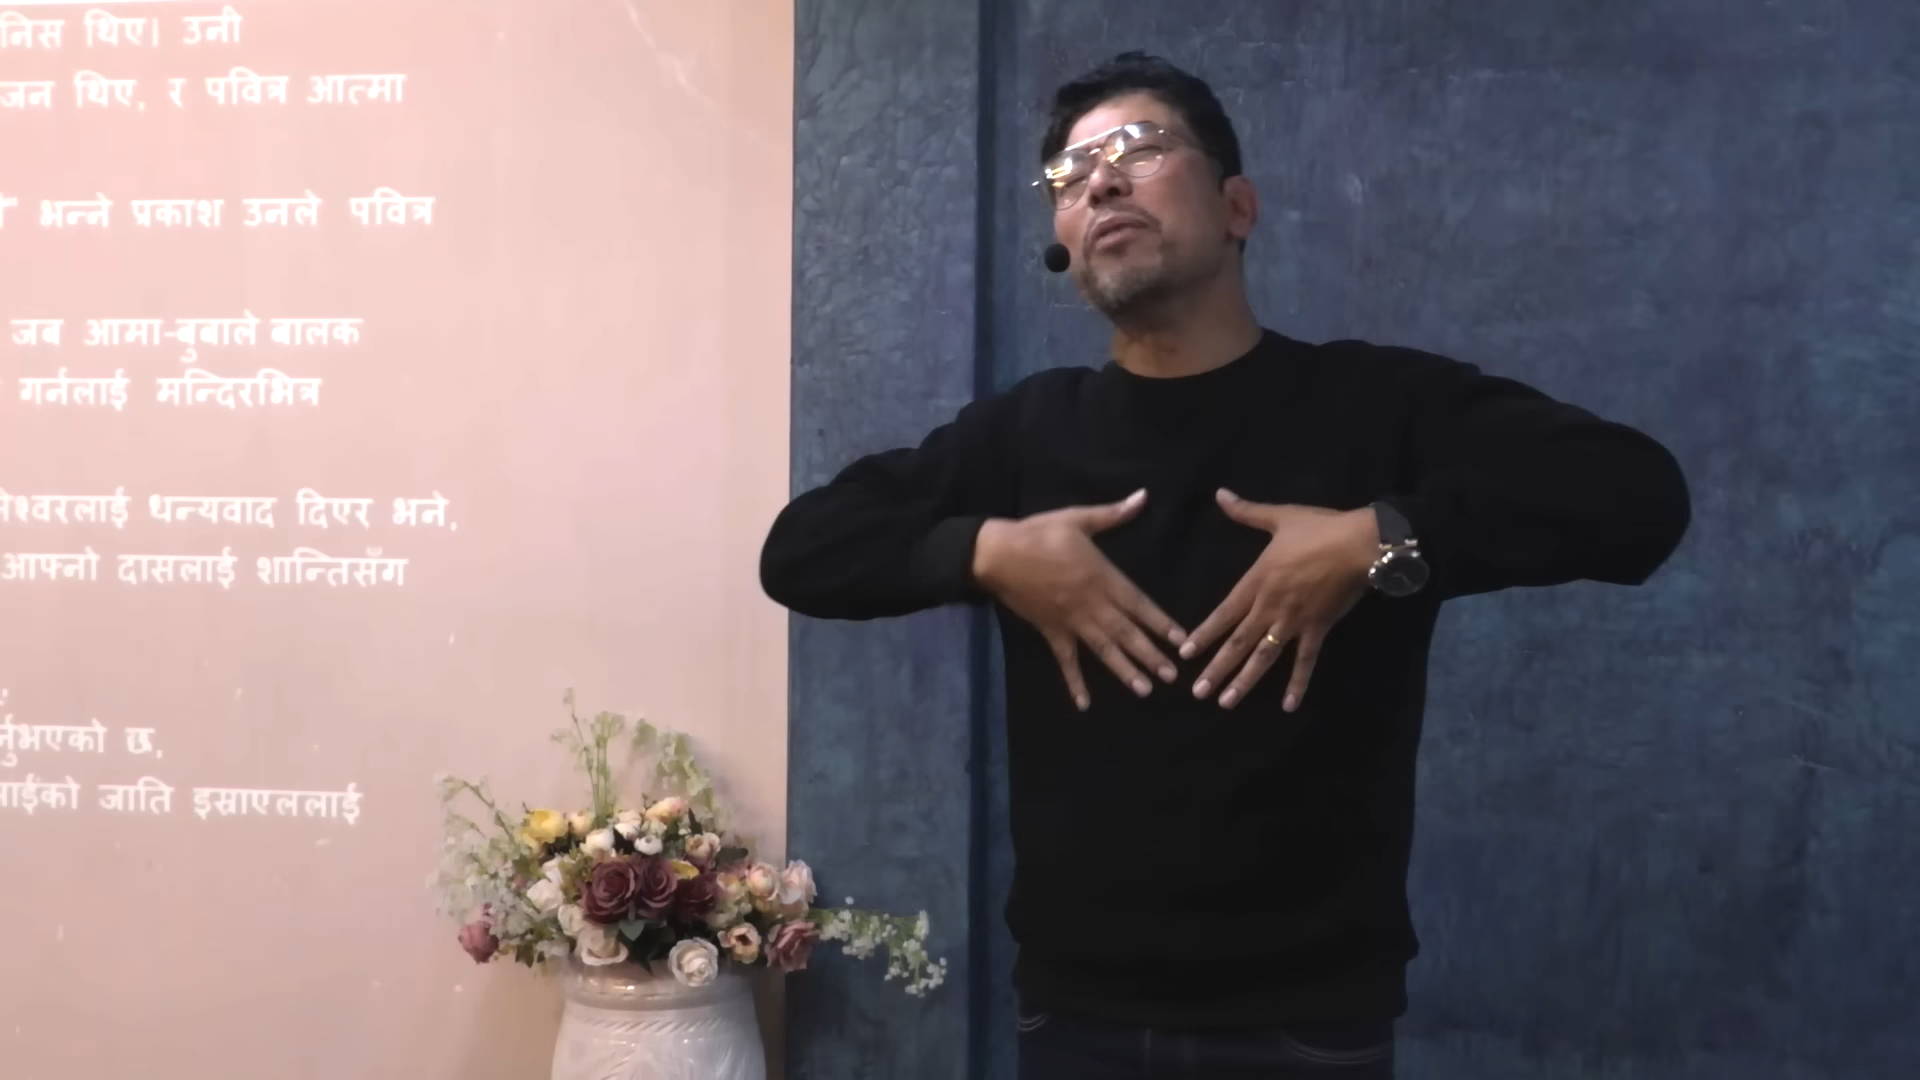 निस थिए। उनी
जन थिए, र पवित्र आत्मा
भन्ने प्रकाश उनले पवित्र
जब आमा-बुबाले बालक
गर्नलाई मन्दिरभित्र
श्वरलाई धन्यवाद दिएर भने,
आफ्नो दासलाई शान्तिसँग
र्नुभएको छ,
पाईंको जाति इस्राएललाई